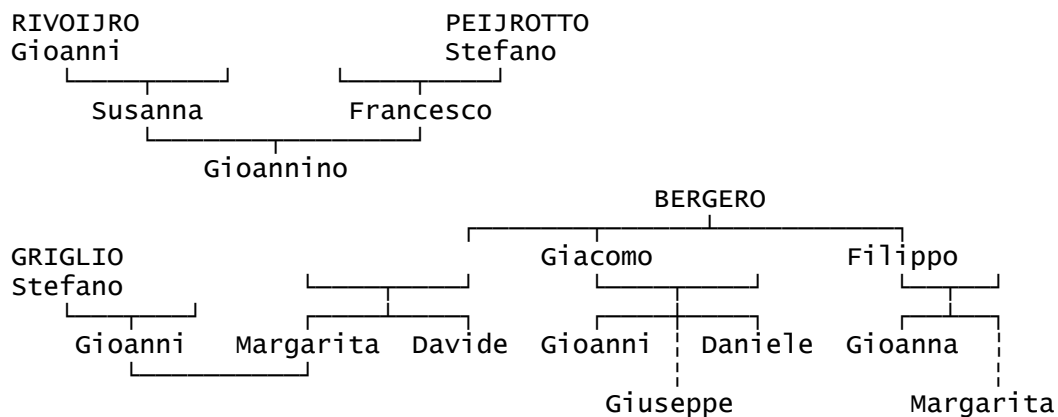 RIVOIJRO PEIJROTTO
Gioanni Stefano
Susanna Francesco
Gioannino
BERGERO
GRIGLIO Giacomo Filippo
Stefano
Gioanni Margarita Davide Gioanni Daniele Gioanna
Giuseppe Margarita